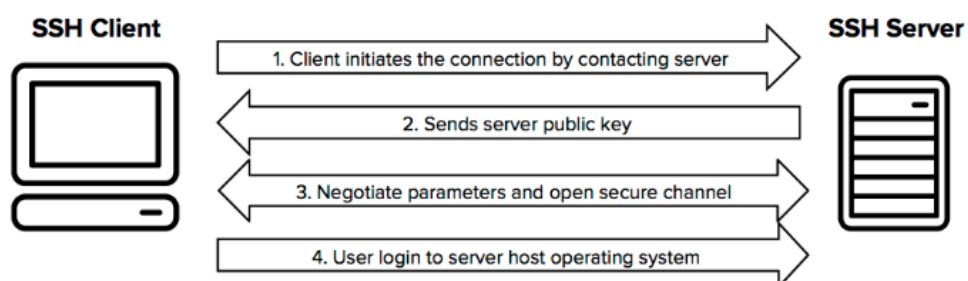 SSH Client
SSH Server
1. Client initiates the connection by contacting server
2. Sends server public key
3. Negotiate parameters and open secure channel
4. User login to server host operating system